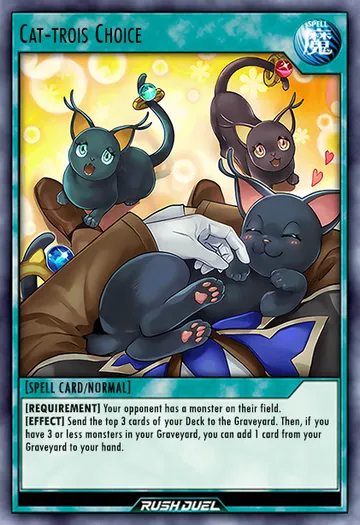 CAT-TROIS CHOICE
SPELL
魔
[SPELL CARD/NORMAL]
[REQUIREMENT] Your opponent has a monster on their field.
[EFFECT] Send the top 3 cards of your Deck to the Graveyard. Then, if
you have 3 or less monsters in your Graveyard, you can add 1 card from
your Graveyard to your hand.
RUSH DUEL